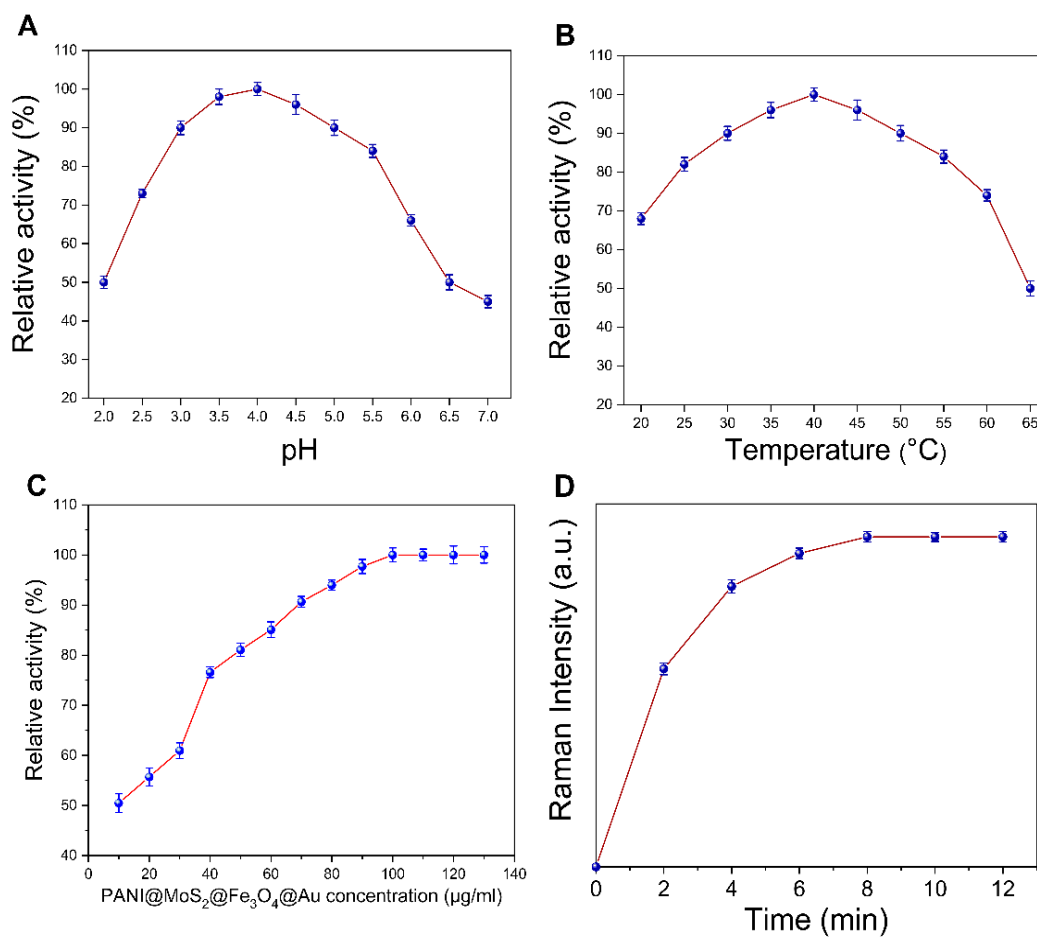 A
110
100
90
80
70
60
50
40
30
20
Relative activity (%)
2.0 2.5 3.0 3.5 4.0 4.5 5.0 5.5 6.0 6.5 7.0
pH
B
110
100
90
80
70
60
50
40
30
20
Relative activity (%)
20 25 30 35 40 45 50 55 60 65
Temperature (°C)
C
110
100
90
80
70
60
50
40
Relative activity (%)
0 20 40 60 80 100 120 140
PANI@MoS₂@Fe₃O₄@Au concentration (μg/ml)
D
Raman Intensity (a.u.)
0 2 4 6 8 10 12
Time (min)